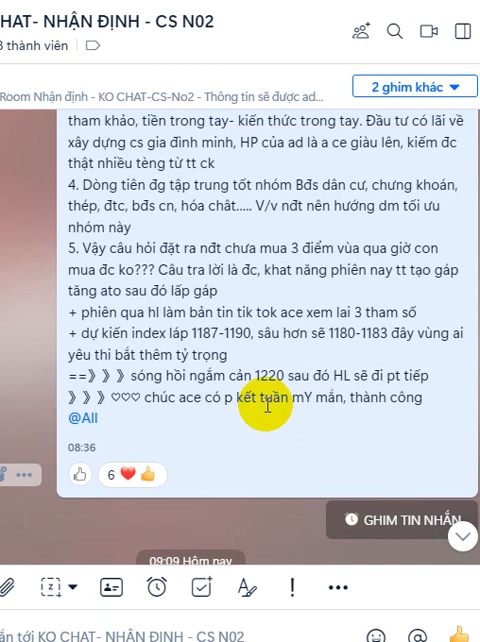 CHAT- NHẬN ĐỊNH - CS N02
3 thành viên
Room Nhận định - KO CHAT-CS-No2 - Thông tin sẽ được ad...
2 ghim khác
tham khảo, tiền trong tay- kiến thức trong tay. Đầu tư có lãi về
xây dựng cs gia đình minh, HP của ad là a ce giàu lên, kiếm đc
thật nhiều tèng từ tt ck
4. Dòng tiên đg tập trung tốt nhóm Bđs dân cư, chưng khoán,
thép, đtc, bđs cn, hóa chât..... V/v nđt nên hướng dm tối ưu
nhóm này
5. Vậy câu hỏi đặt ra nđt chưa mua 3 điểm vùa qua giờ con
mua đc ko??? Câu tra lời là đc, khat năng phiên nay tt tạo gáp
tăng ato sau đó lấp gáp
+ phiên qua hl làm bản tin tik tok ace xem lai 3 tham số
+ dự kiến index láp 1187-1190, sâu hơn sẽ 1180-1183 đây vùng ai
yêu thi bắt thêm tỷ trọng
==》》》sóng hồi ngắm cản 1220 sau đó HL sẽ đi pt tiếp
》》》♡♡♡ chúc ace có p kết tuần mY mắn, thành công
@All
08:36
6
GHIM TIN NHẮN
09:09 Hôm nay
ắn tới KO CHAT- NHẬN ĐỊNH - CS N02